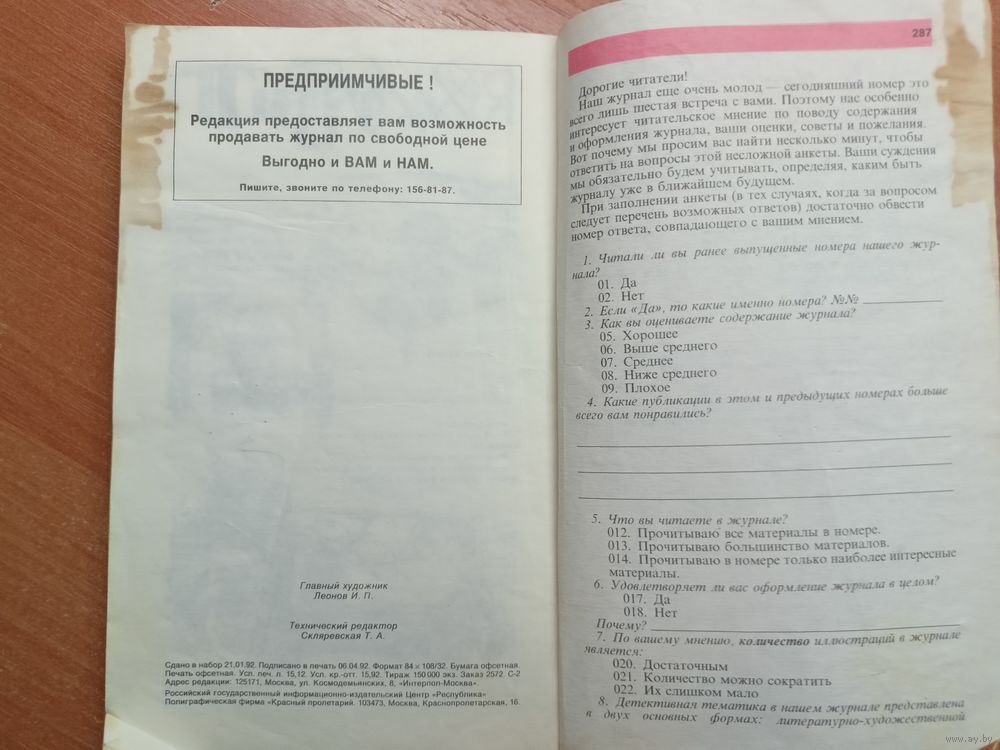 ПРЕДПРИИМЧИВЫЕ !
Редакция предоставляет вам возможность
продавать журнал по свободной цене
Выгодно и ВАМ и НАМ.
Пишите, звоните по телефону: 156-81-87.
Главный художник
Леонов И. П.
Технический редактор
Скляревская Т. А.
Сдано в набор 21.01.92. Подписано в печать 06.04.92. Формат 84 × 108/32. Бумага офсетная.
Печать офсетная. Усл. печ. л. 15,12. Усл. кр.-отт. 15,92. Тираж 150 000 экз. Заказ 2572. С-2
Адрес редакции: 125171, Москва, ул. Космодемьянских, 8, «Интерпол-Москва».
Российский государственный информационно-издательский Центр «Республика»
Полиграфическая фирма «Красный пролетарий. 103473, Москва, Краснопролетарская, 16.
287
Дорогие читатели!
Наш журнал еще очень молод — сегодняшний номер это
всего лишь шестая встреча с вами. Поэтому нас особенно
интересует читательское мнение по поводу содержания
и оформления журнала, ваши оценки, советы и пожелания.
Вот почему мы просим вас найти несколько минут, чтобы
ответить на вопросы этой несложной анкеты. Ваши суждения
мы обязательно будем учитывать, определяя, каким быть
журналу уже в ближайшем будущем.
При заполнении анкеты (в тех случаях, когда за вопросом
следует перечень возможных ответов) достаточно обвести
номер ответа, совпадающего с вашим мнением.
1. Читали ли вы ранее выпущенные номера нашего жур-
нала?
01. Да
02. Нет
2. Если «Да», то какие именно номера? №№
3. Как вы оцениваете содержание журнала?
05. Хорошее
06. Выше среднего
07. Среднее
08. Ниже среднего
09. Плохое
4. Какие публикации в этом и предыдущих номерах больше
всего вам понравились?
5. Что вы читаете в журнале?
012. Прочитываю все материалы в номере.
013. Прочитываю большинство материалов.
014. Прочитываю в номере только наиболее интересные
материалы.
6. Удовлетворяет ли вас оформление журнала в целом?
017. Да
018. Нет
Почему?
7. По вашему мнению, количество иллюстраций в журнале
является:
020. Достаточным
021. Количество можно сократить
022. Их слишком мало
8. Детективная тематика в нашем журнале представлена
в двух основных формах: литературно-художественной
www.ay.by